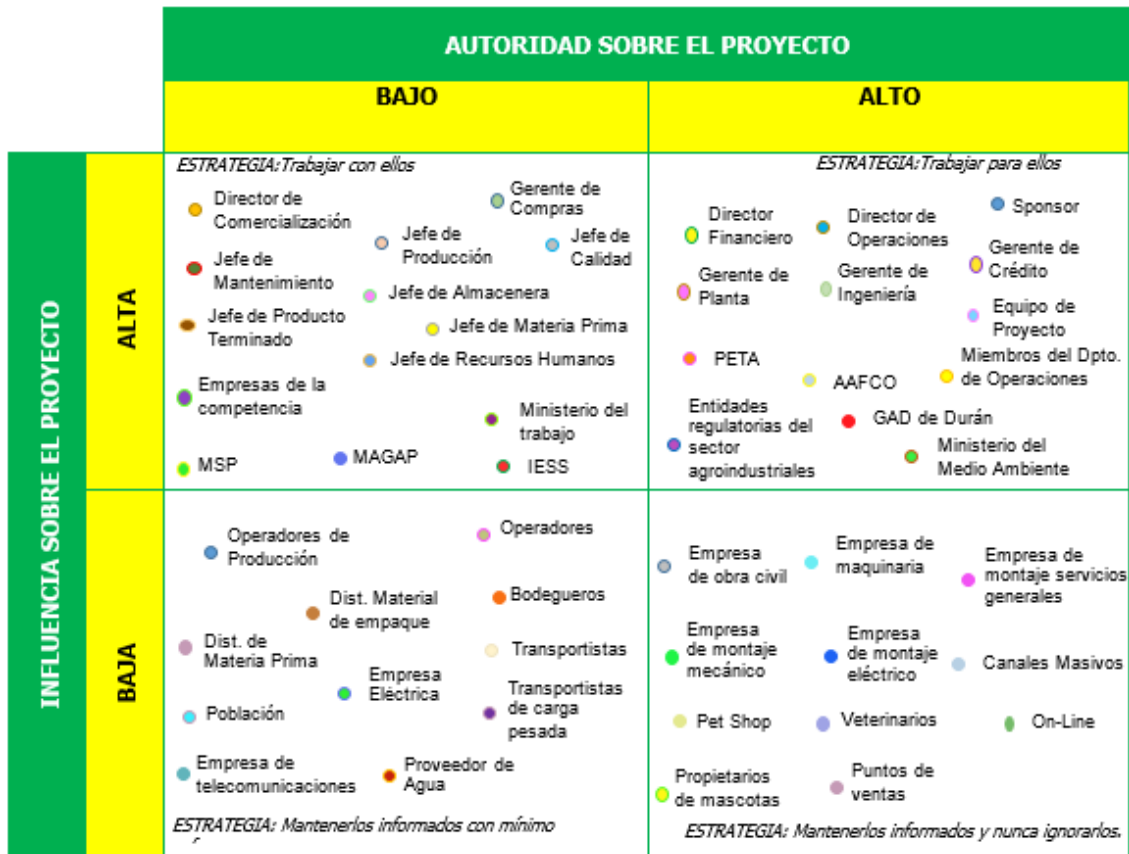 AUTORIDAD SOBRE EL PROYECTO
BAJO
ALTO
INFLUENCIA SOBRE EL PROYECTO
ALTA
ESTRATEGIA: Trabajar con ellos
Director de
Comercialización
Gerente de
Compras
Jefe de
Producción
Jefe de
Calidad
Jefe de
Mantenimiento
Jefe de Almacenera
Jefe de Producto
Terminado
Jefe de Materia Prima
Jefe de Recursos Humanos
Empresas de la
competencia
Ministerio del
trabajo
MSP
MAGAP
IESS
ESTRATEGIA: Trabajar para ellos
Director
Financiero
Director de
Operaciones
Sponsor
Gerente de
Crédito
Gerente de
Planta
Gerente de
Ingeniería
Equipo de
Proyecto
PETA
AAFCO
Miembros del Dpto.
de Operaciones
Entidades
regulatorias del
sector
agroindustriales
GAD de Durán
Ministerio del
Medio Ambiente
BAJA
Operadores de
Producción
Operadores
Dist. Material
de empaque
Bodegueros
Dist. de
Materia Prima
Transportistas
Empresa
Eléctrica
Transportistas
de carga
pesada
Población
Empresa de
telecomunicaciones
Proveedor de
Agua
ESTRATEGIA: Mantenerlos informados con mínimo
Empresa
de obra civil
Empresa de
maquinaria
Empresa de
montaje servicios
generales
Empresa
de montaje
mecánico
Empresa
de montaje
eléctrico
Canales Masivos
Pet Shop
Veterinarios
On-Line
Propietarios
de mascotas
Puntos de
ventas
ESTRATEGIA: Mantenerlos informados y nunca ignorarlos.